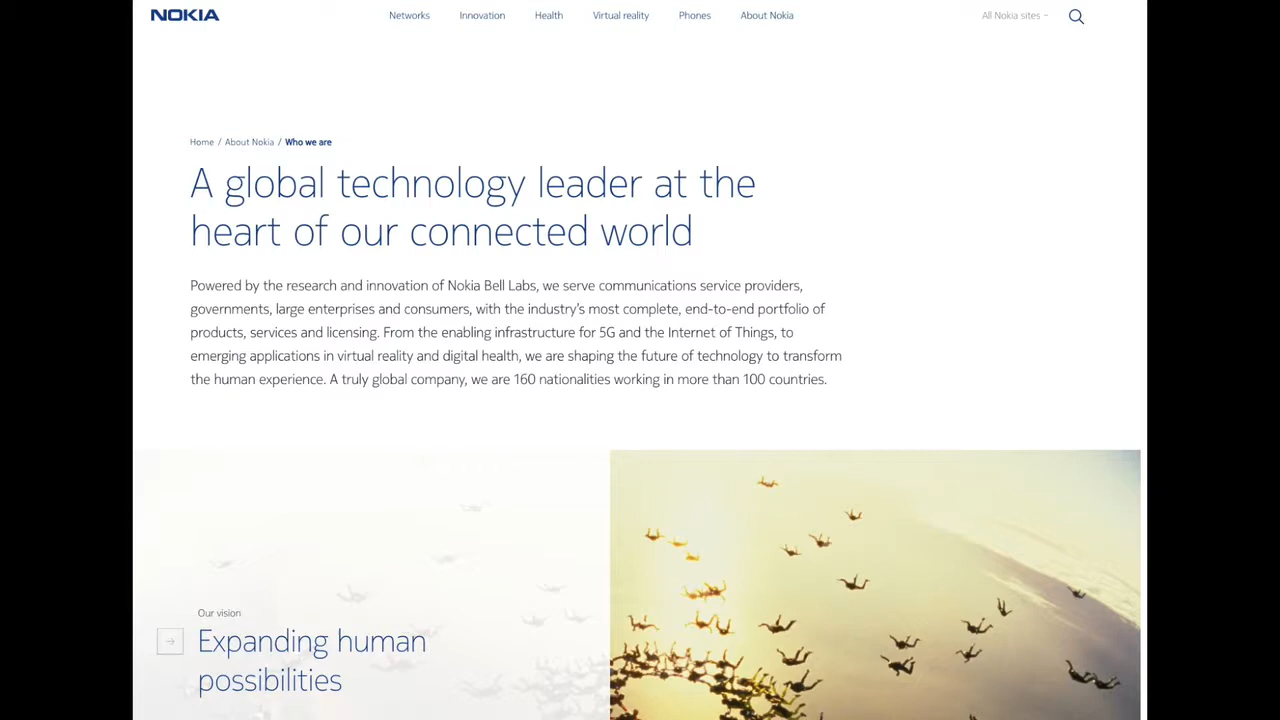 NOKIA
Networks
Innovation
Health
Virtual reality
Phones
About Nokia
All Nokia sites
Home / About Nokia / Who we are
A global technology leader at the
heart of our connected world
Powered by the research and innovation of Nokia Bell Labs, we serve communications service providers,
governments, large enterprises and consumers, with the industry's most complete, end-to-end portfolio of
products, services and licensing. From the enabling infrastructure for 5G and the Internet of Things, to
emerging applications in virtual reality and digital health, we are shaping the future of technology to transform
the human experience. A truly global company, we are 160 nationalities working in more than 100 countries.
Our vision
Expanding human
possibilities